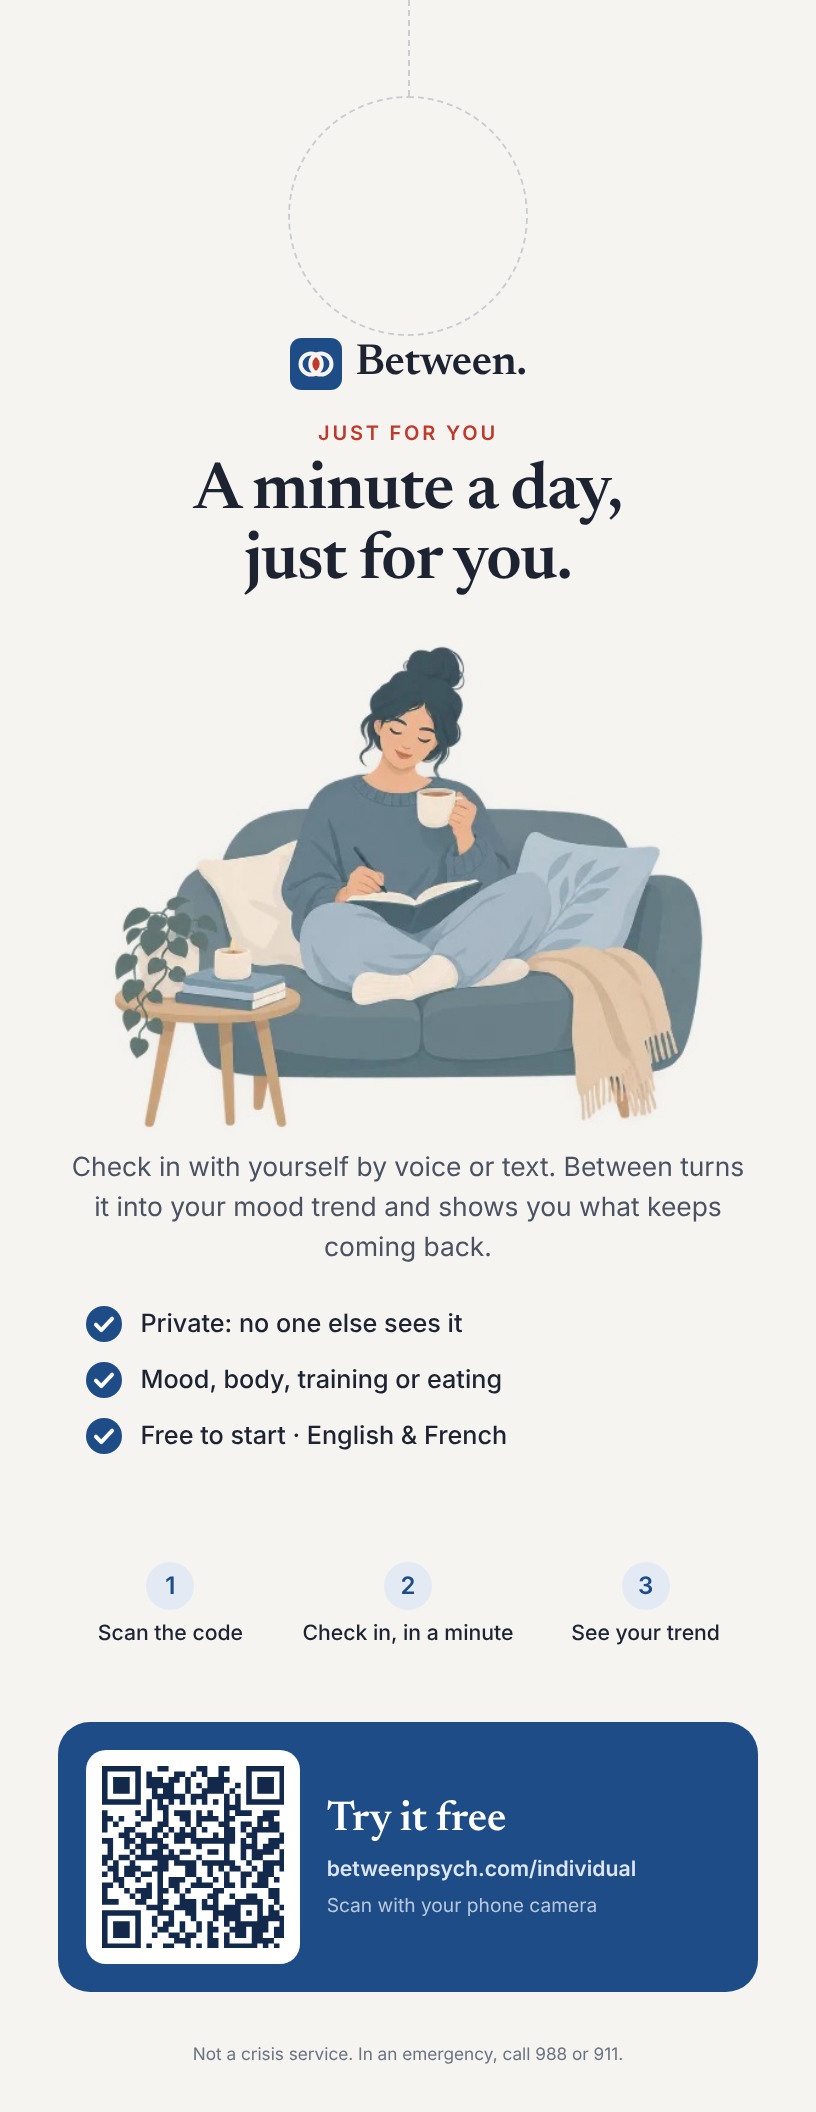 Between.
JUST FOR YOU
A minute a day,
just for you.
Check in with yourself by voice or text. Between turns
it into your mood trend and shows you what keeps
coming back.
Private: no one else sees it
Mood, body, training or eating
Free to start · English & French
1
Scan the code
2
Check in, in a minute
3
See your trend
Try it free
betweenpsych.com/individual
Scan with your phone camera
Not a crisis service. In an emergency, call 988 or 911.